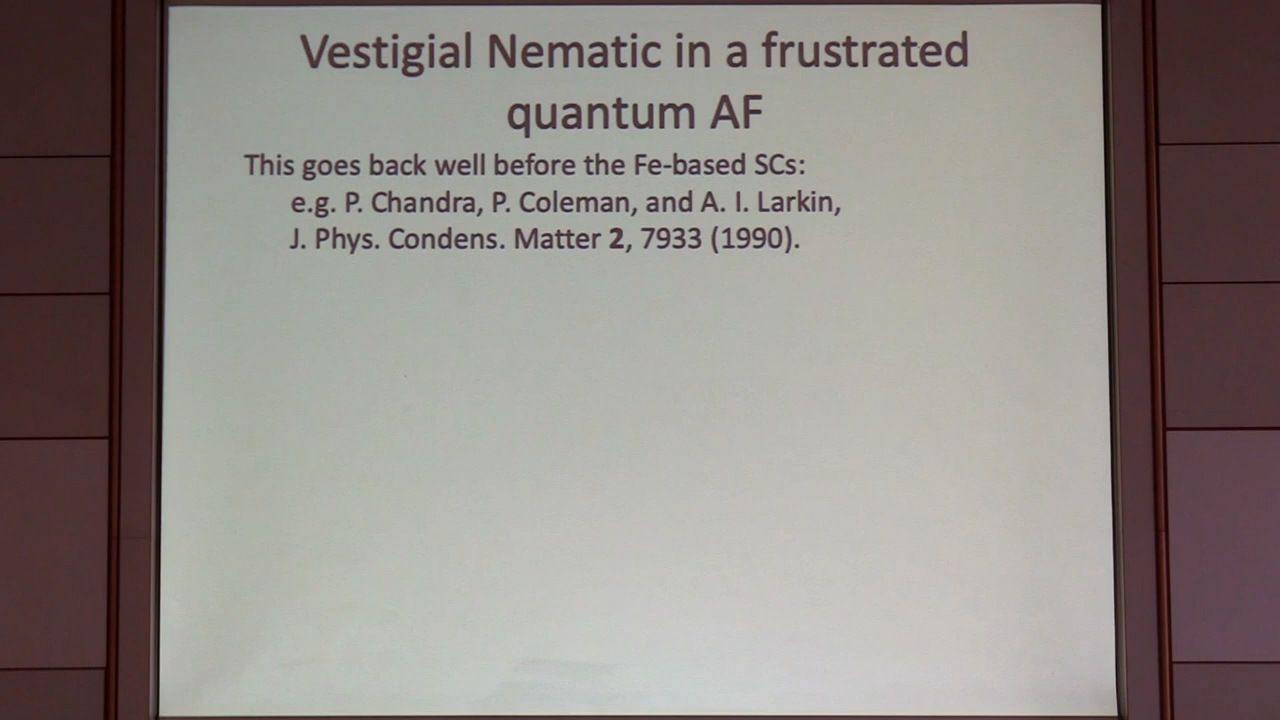 Vestigial Nematic in a frustrated
quantum AF
This goes back well before the Fe-based SCs:
e.g. P. Chandra, P. Coleman, and A. I. Larkin,
J. Phys. Condens. Matter 2, 7933 (1990).